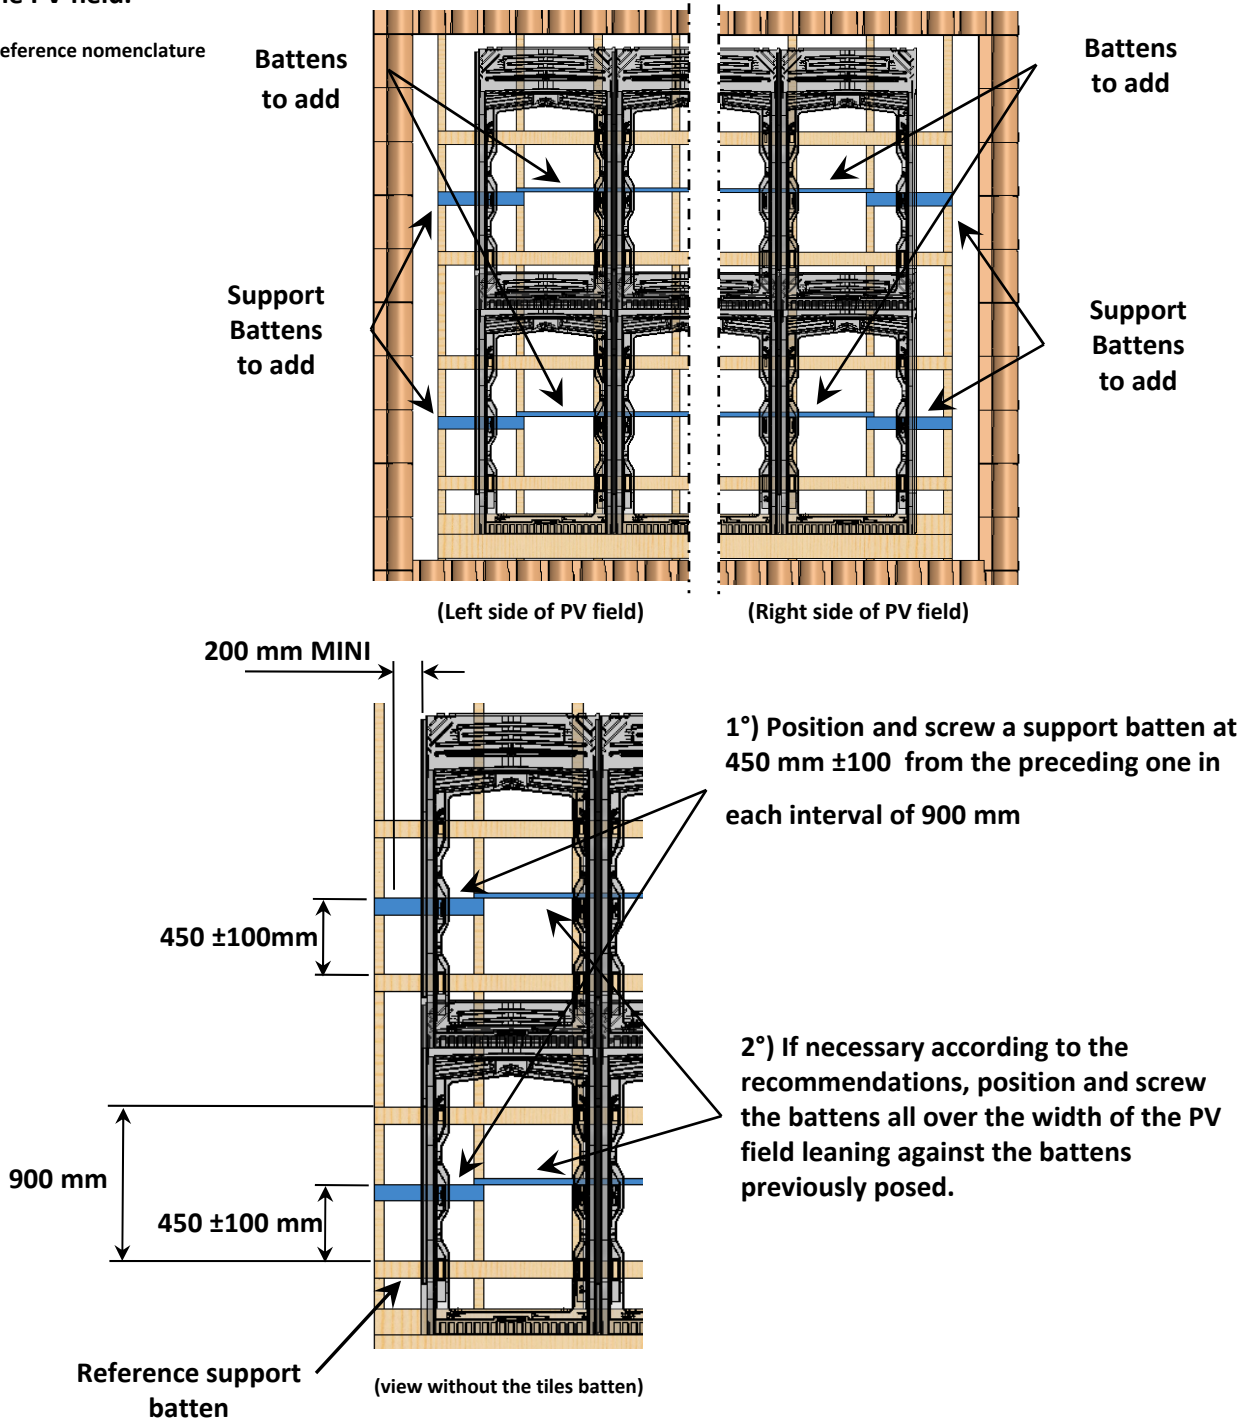 PV field.
eference nomenclature
Battens
to add
Battens
to add
Support
Battens
to add
Support
Battens
to add
(Left side of PV field)
(Right side of PV field)
200 mm MINI
1°) Position and screw a support batten at
450 mm ±100 from the preceding one in
each interval of 900 mm
450 ±100mm
2°) If necessary according to the
recommendations, position and screw
the battens all over the width of the PV
field leaning against the battens
previously posed.
900 mm
450 ±100 mm
Reference support
batten
(view without the tiles batten)